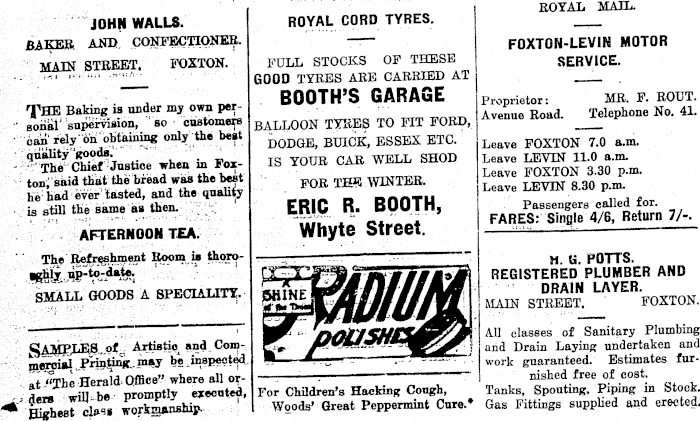 JOHN WALLS.
BAKER AND CONFECTIONER.
MAIN STREET, FOXTON.
THE Baking is under my own per-
sonal supervision, so customers
can rely on obtaining only the best
quality goods.
The Chief Justice when in Fox-
ton, said that the bread was the best
he had ever tasted, and the quality
is still the same as then.
AFTERNOON TEA.
The Refreshment Room is thoro-
ughly up-to-date.
SMALL GOODS A SPECIALITY.
SAMPLES of Artistic and Com-
mercial Printing may be inspected
at "The Herald Office" where all or-
ders will be promptly executed,
Highest class workmanship.
ROYAL CORD TYRES.
FULL STOCKS OF THESE
GOOD TYRES ARE CARRIED AT
BOOTH'S GARAGE
BALLOON TYRES TO FIT FORD,
DODGE, BUICK, ESSEX ETC.
IS YOUR CAR WELL SHOD
FOR THE WINTER.
ERIC R. BOOTH,
Whyte Street.
A
SHINE
of the Times
RADIUM
POLISHES
For Children's Hacking Cough,
Woods' Great Peppermint Cure.*
ROYAL MAIL.
FOXTON-LEVIN MOTOR
SERVICE.
Proprietor: MR. F. ROUT.
Avenue Road. Telephone No. 41.
Leave FOXTON 7.0 a.m.
Leave LEVIN 11.0 a.m.
Leave FOXTON 3.30 p.m.
Leave LEVIN 8.30 p.m.
Passengers called for.
FARES: Single 4/6, Return 7/-.
H. G. POTTS.
REGISTERED PLUMBER AND
DRAIN LAYER.
MAIN STREET, FOXTON.
All classes of Sanitary Plumbing
and Drain Laying undertaken and
work guaranteed. Estimates fur-
nished free of cost.
Tanks, Spouting, Piping in Stock.
Gas Fittings supplied and erected.